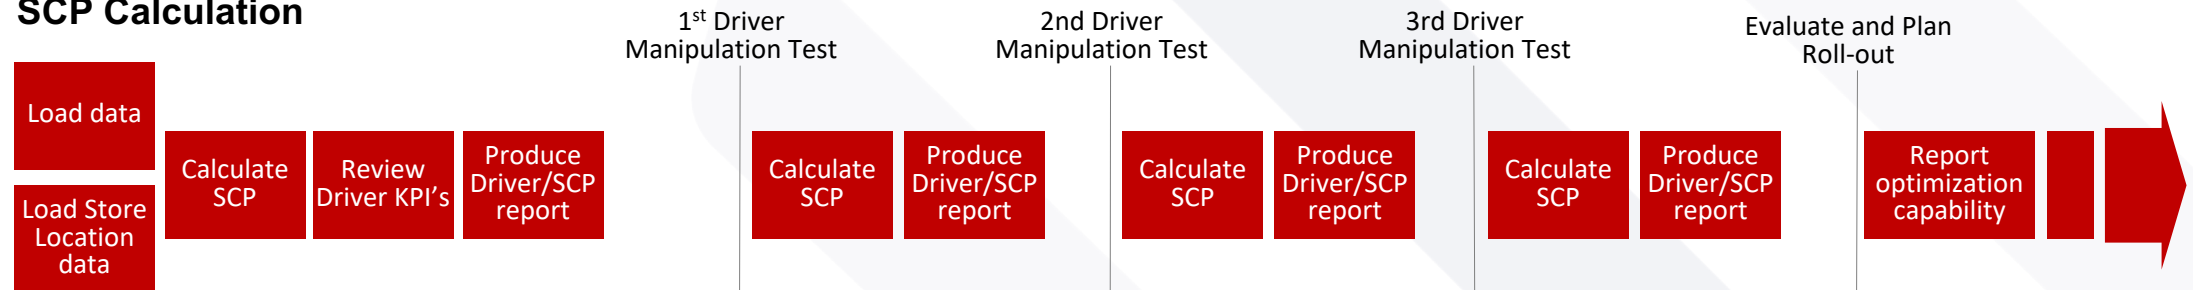 SCP Calculation
1st Driver
Manipulation Test
2nd Driver
Manipulation Test
3rd Driver
Manipulation Test
Evaluate and Plan
Roll-out
Load data
Load Store
Location
data
Calculate
SCP
Review
Driver KPI's
Produce
Driver/SCP
report
Calculate
SCP
Produce
Driver/SCP
report
Calculate
SCP
Produce
Driver/SCP
report
Calculate
SCP
Produce
Driver/SCP
report
Report
optimization
capability